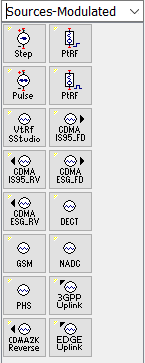 Sources-Modulated
Step
PtRF
Pulse
PtRF
VtRf
SStudio
CDMA
IS95_FD
CDMA
IS95_RV
CDMA
ESG_FD
CDMA
ESG_RV
DECT
GSM
NADC
PHS
3GPP
Uplink
CDMA2K
Reverse
EDGE
Uplink